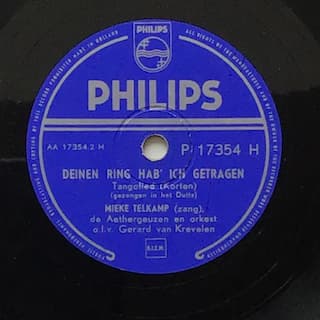 PHILIPS
AA 17354.2 H
P 17354 H
DEINEN RING HAB' ICH GETRAGEN
Tangolied (Korten)
(gezongen in het Duits)
MIEKE TELKAMP (zang),
de Aethergeuzen en orkest
o.l.v. Gerard van Krevelen
B.I.E.M.